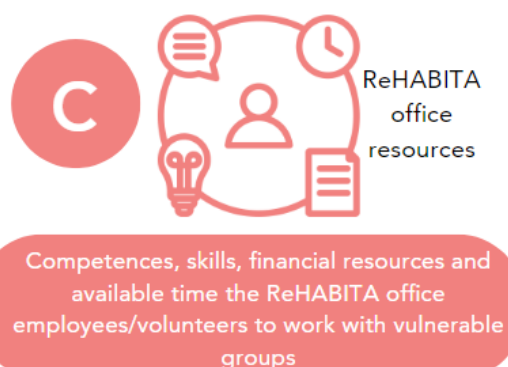 C
ReHABITA
office
resources
Competences, skills, financial resources and
available time the ReHABITA office
employees/volunteers to work with vulnerable
groups